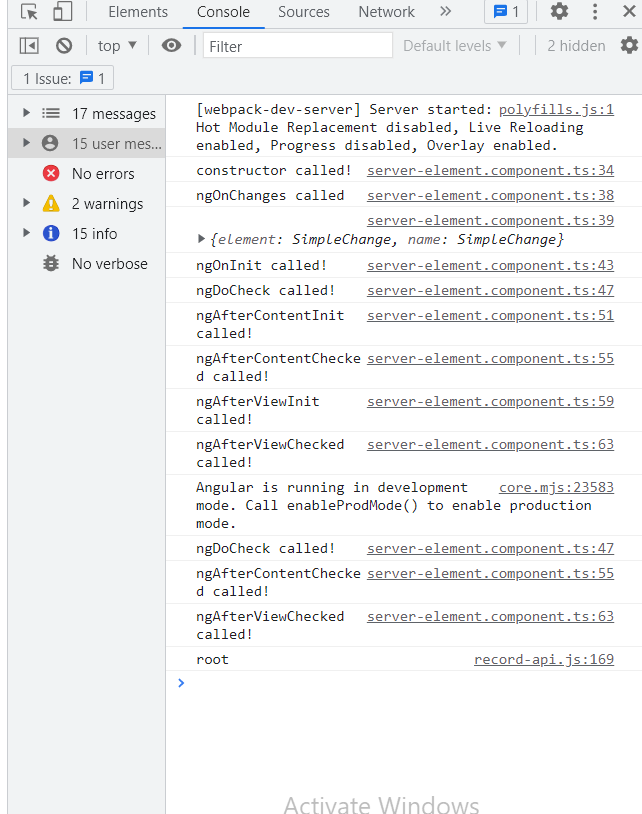 Elements Console Sources Network » 1
top ▼ Filter Default levels ▼ 2 hidden
1 Issue: 1
17 messages
15 user mes...
No errors
2 warnings
15 info
No verbose
[webpack-dev-server] Server started: polyfills.js:1
Hot Module Replacement disabled, Live Reloading
enabled, Progress disabled, Overlay enabled.
constructor called! server-element.component.ts:34
ngOnChanges called server-element.component.ts:38
server-element.component.ts:39
{element: SimpleChange, name: SimpleChange}
ngOnInit called! server-element.component.ts:43
ngDoCheck called! server-element.component.ts:47
ngAfterContentInit server-element.component.ts:51
called!
ngAfterContentChecke server-element.component.ts:55
d called!
ngAfterViewInit server-element.component.ts:59
called!
ngAfterViewChecked server-element.component.ts:63
called!
Angular is running in development core.mjs:23583
mode. Call enableProdMode() to enable production
mode.
ngDoCheck called! server-element.component.ts:47
ngAfterContentChecke server-element.component.ts:55
d called!
ngAfterViewChecked server-element.component.ts:63
called!
root record-api.js:169
Activate Windows